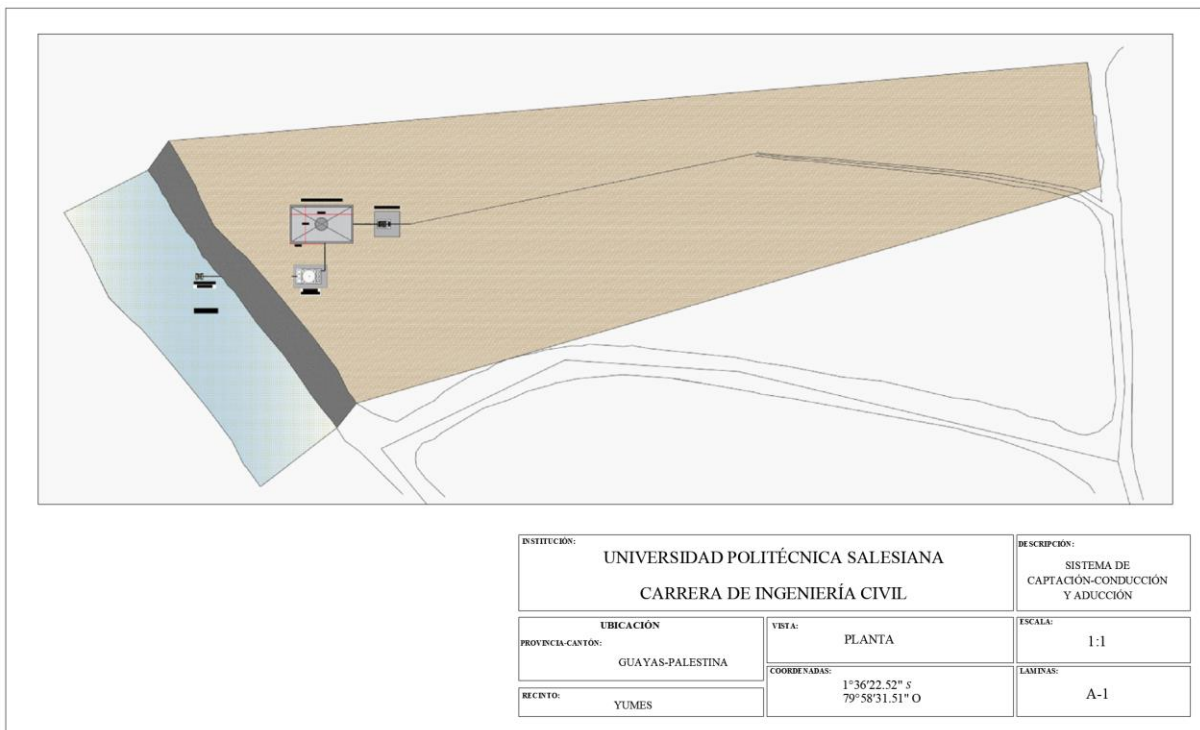 INSTITUCIÓN:
UNIVERSIDAD POLITÉCNICA SALESIANA
CARRERA DE INGENIERÍA CIVIL
DESCRIPCIÓN:
SISTEMA DE
CAPTACIÓN-CONDUCCIÓN
Y ADUCCIÓN
UBICACIÓN
PROVINCIA-CANTÓN:
GUAYAS-PALESTINA
RECINTO:
YUMES
VISTA:
PLANTA
COORDENADAS:
1°36'22.52" S
79°58'31.51" O
ESCALA:
1:1
LAMINAS:
A-1